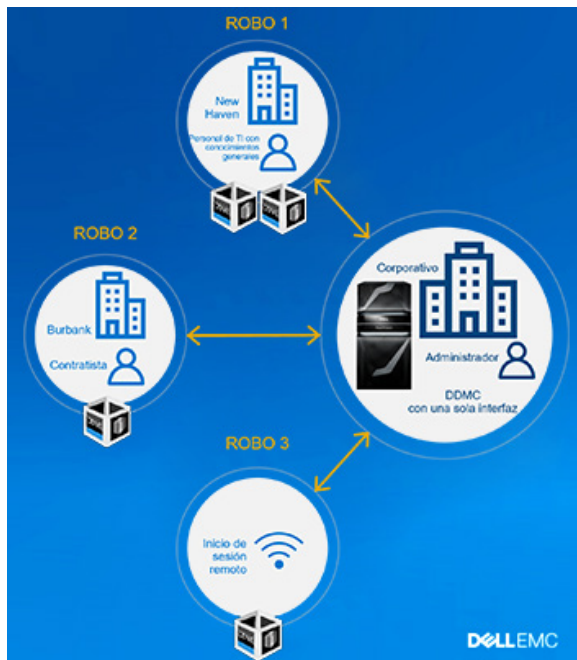 ROBO 1
New
Haven
Personal de TI con
conocimientos
generales
ROBO 2
Burbank
Contratista
Corporativo
Administrador
DDMC
con una sola interfaz
ROBO 3
Inicio de
sesión
remoto
DELLEMC